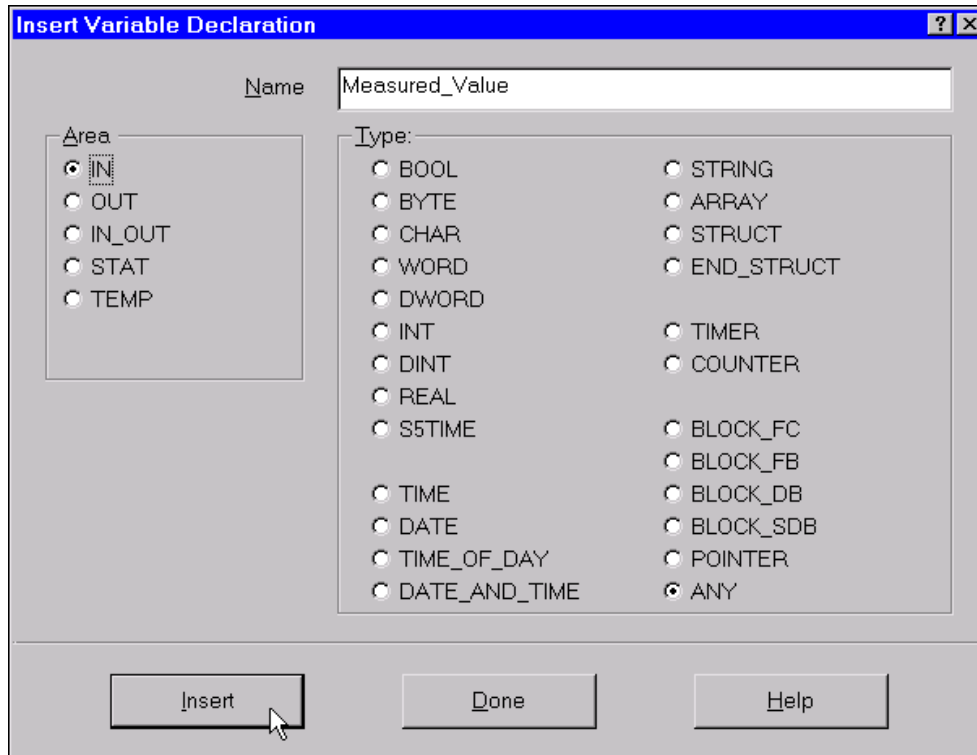 Insert Variable Declaration
Name Measured_Value
Area
IN
OUT
IN_OUT
STAT
TEMP
Type:
BOOL
BYTE
CHAR
WORD
DWORD
INT
DINT
REAL
S5TIME
TIME
DATE
TIME_OF_DAY
DATE_AND_TIME
STRING
ARRAY
STRUCT
END_STRUCT
TIMER
COUNTER
BLOCK_FC
BLOCK_FB
BLOCK_DB
BLOCK_SDB
POINTER
ANY
Insert Done Help